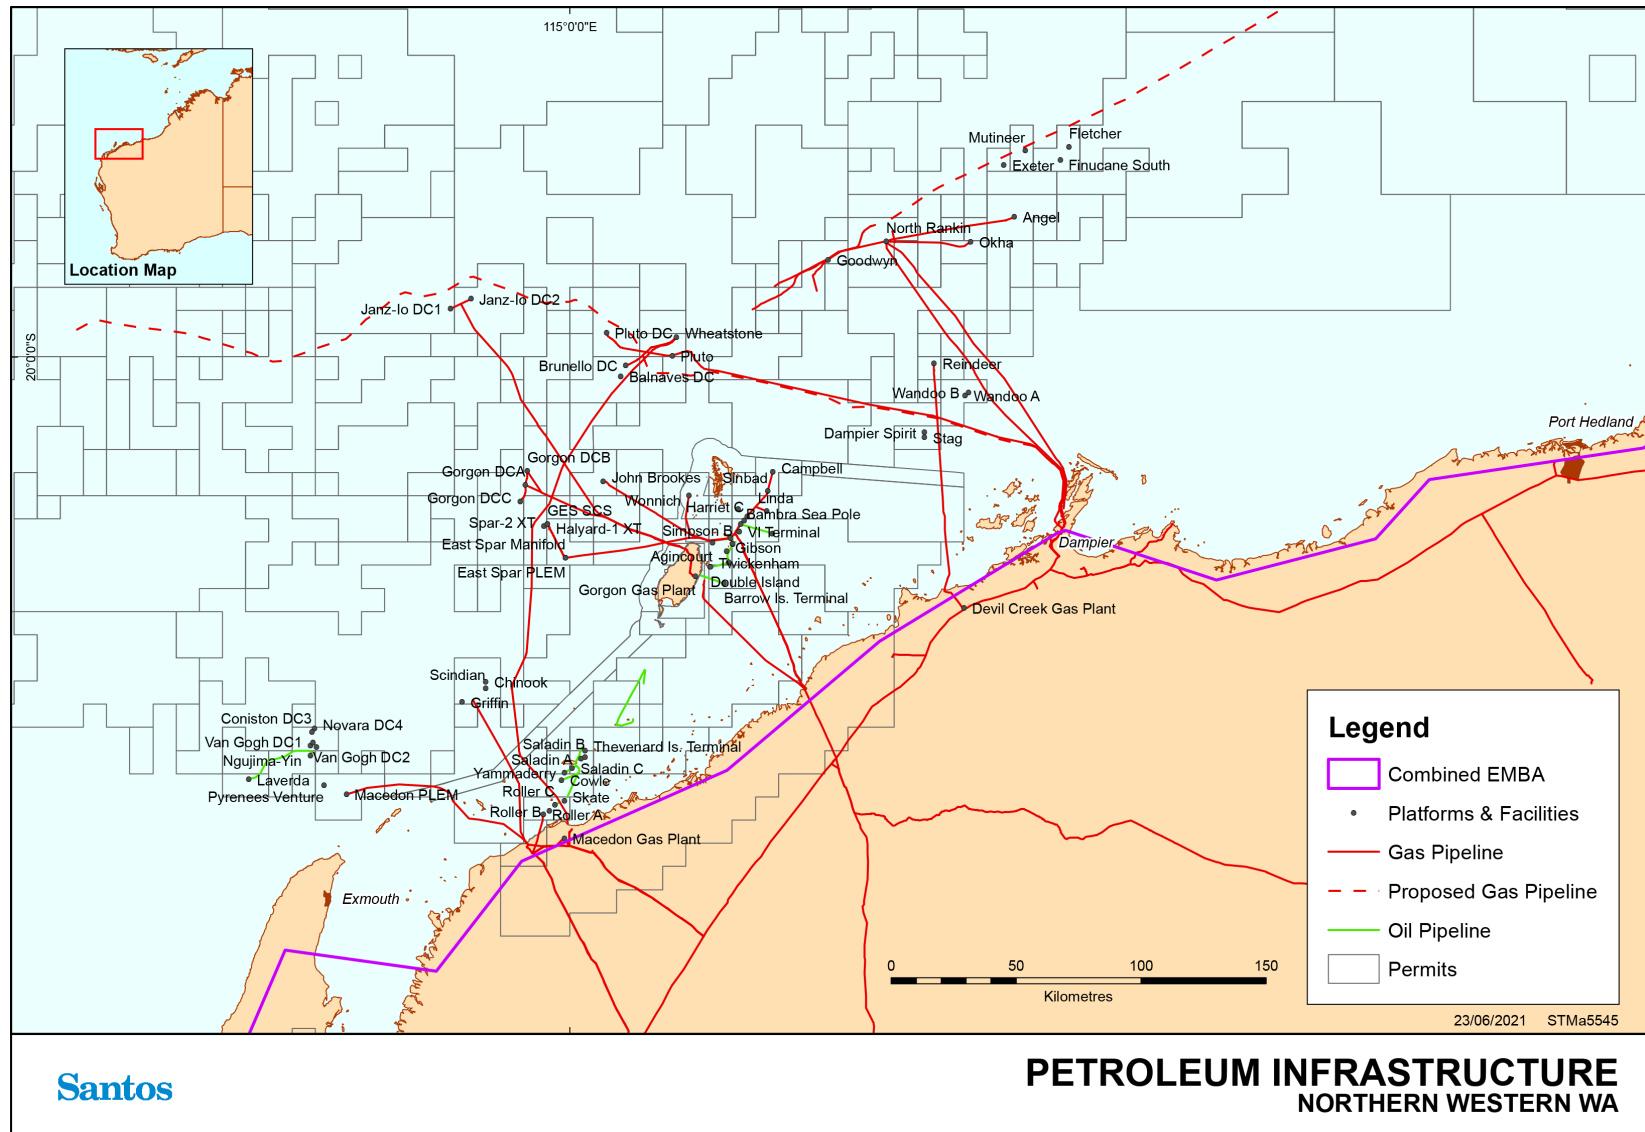 115°0'0"E
20°0'0"S
Location Map
Mutineer
Fletcher
Exeter
Finucane South
Angel
North Rankin
Okha
Goodwyn
Janz-Io DC2
Janz-Io DC1
Pluto DC
Wheatstone
Pluto
Brunello DC
Balnaves DC
Reindeer
Wandoo B
Wandoo A
Dampier Spirit
Stag
Port Hedland
Gorgon DCB
Gorgon DCA
Gorgon DCC
John Brookes
Sinbad
Campbell
Wonnich
Linda
Harriet C
Bambra Sea Pole
GES SCS
Spar-2 XT
Halyard-1 XT
Simpson B
VI Terminal
East Spar Manifold
Gibson
Agincourt
Twickenham
East Spar PLEM
Double Island
Gorgon Gas Plant
Barrow Is. Terminal
Dampier
Devil Creek Gas Plant
Scindian
Chinook
Griffin
Coniston DC3
Novara DC4
Van Gogh DC1
Van Gogh DC2
Ngujima-Yin
Laverda
Pyrenees Venture
Macedon PLEM
Saladin B
Thevenard Is. Terminal
Saladin A
Saladin C
Yammaderry
Cowle
Roller C
Skate
Roller B
Roller A
Macedon Gas Plant
Exmouth
Legend
Combined EMBA
Platforms & Facilities
Gas Pipeline
Proposed Gas Pipeline
Oil Pipeline
Permits
0 50 100 150
Kilometres
23/06/2021 STMa5545
Santos
PETROLEUM INFRASTRUCTURE
NORTHERN WESTERN WA